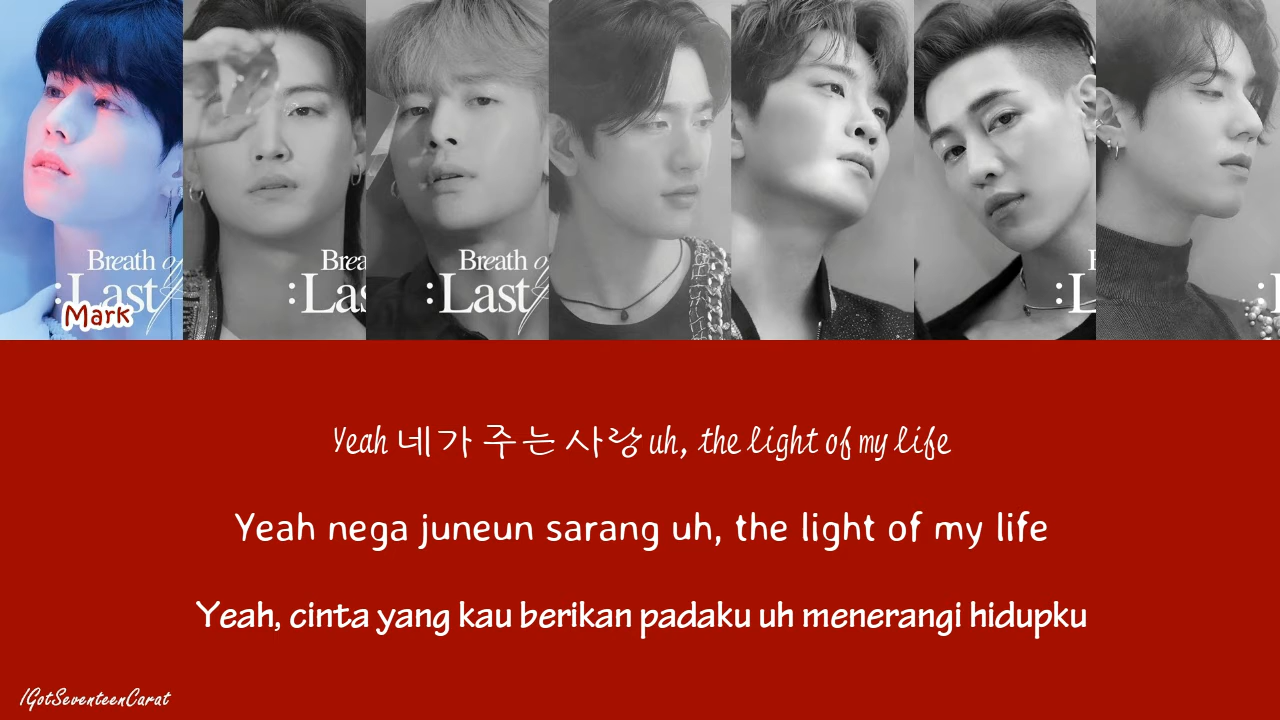 Breath of
:Last
Mark
Brea
:Las
Breath of
:Last
:L
Yeah 네가 주는 사랑 uh, the light of my life
Yeah nega juneun sarang uh, the light of my life
Yeah, cinta yang kau berikan padaku uh menerangi hidupku
IGotSeventeenCarat